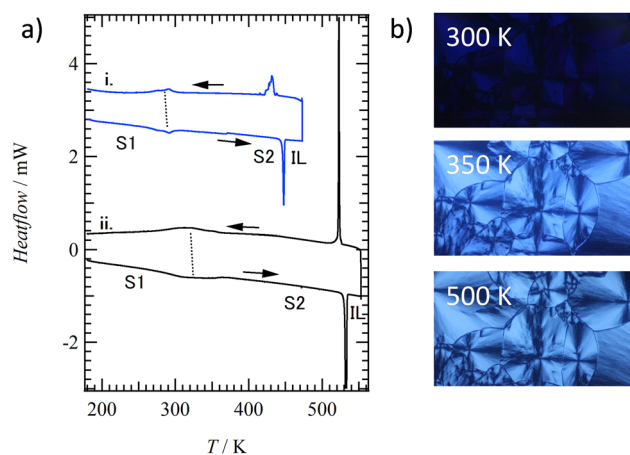 a)
b)
4
2
0
-2
Heatflow / mW
i.
S1
S2
IL
ii.
S1
S2
IL
200
300
400
500
T / K
300 K
350 K
500 K